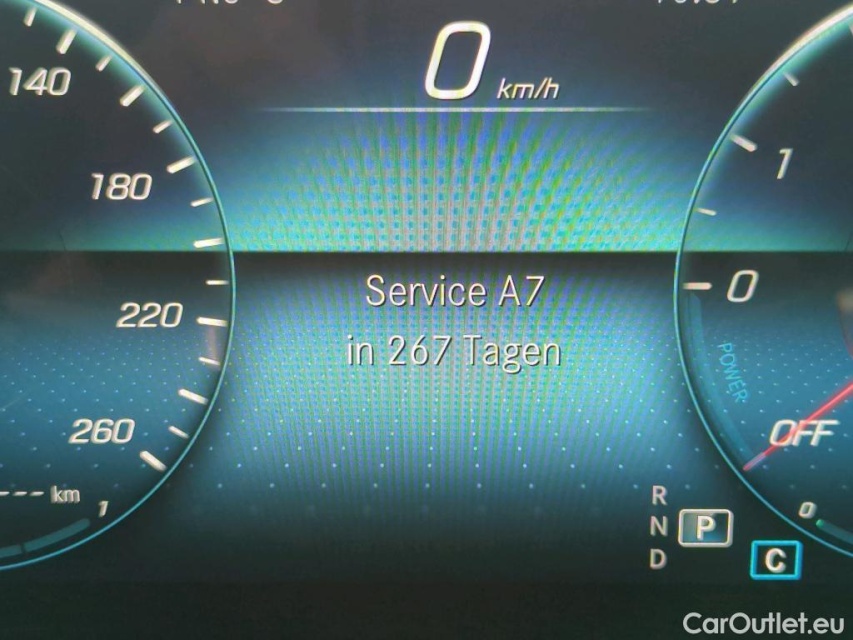 0 km/h
140
180
220
260
--- km
1
Service A7
in 267 Tagen
1
0
POWER
OFF
0
R
N P
D
C
CarOutlet.eu